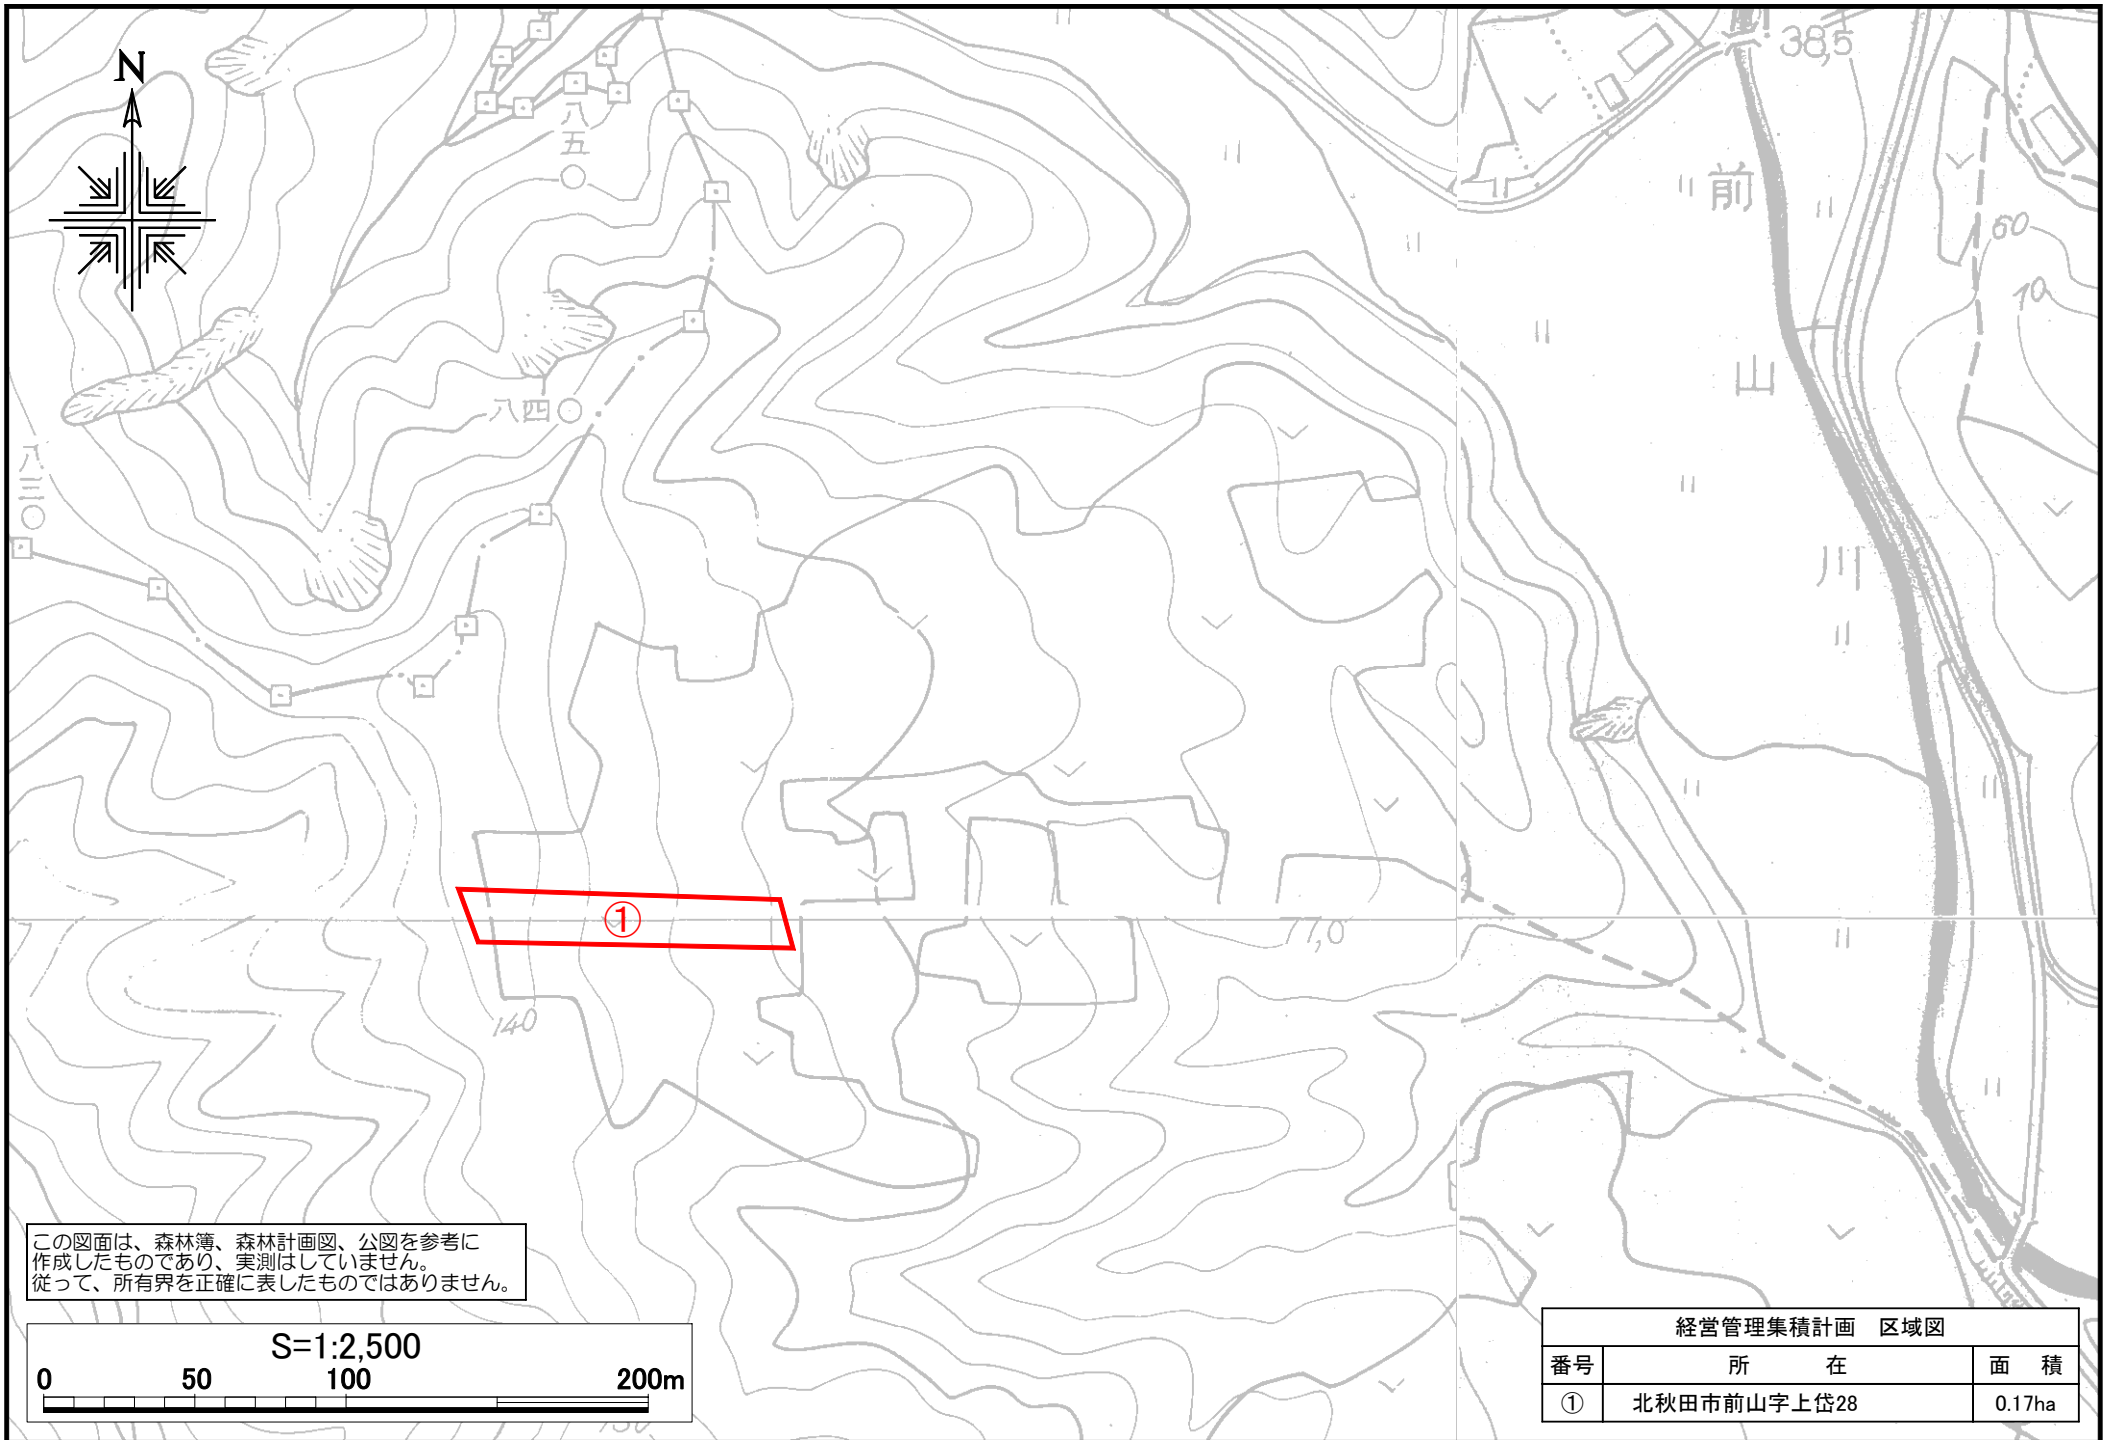 N
38,5
八五
前
60
70
山
八四
八三
川
①
77,0
140
この図面は、森林簿、森林計画図、公図を参考に
作成したものであり、実測はしていません。
従って、所有界を正確に表したものではありません。
S=1:2,500
0 50 100 200m
経営管理集積計画 区域図
番号 所 在 面 積
① 北秋田市前山字上岱28 0.17ha